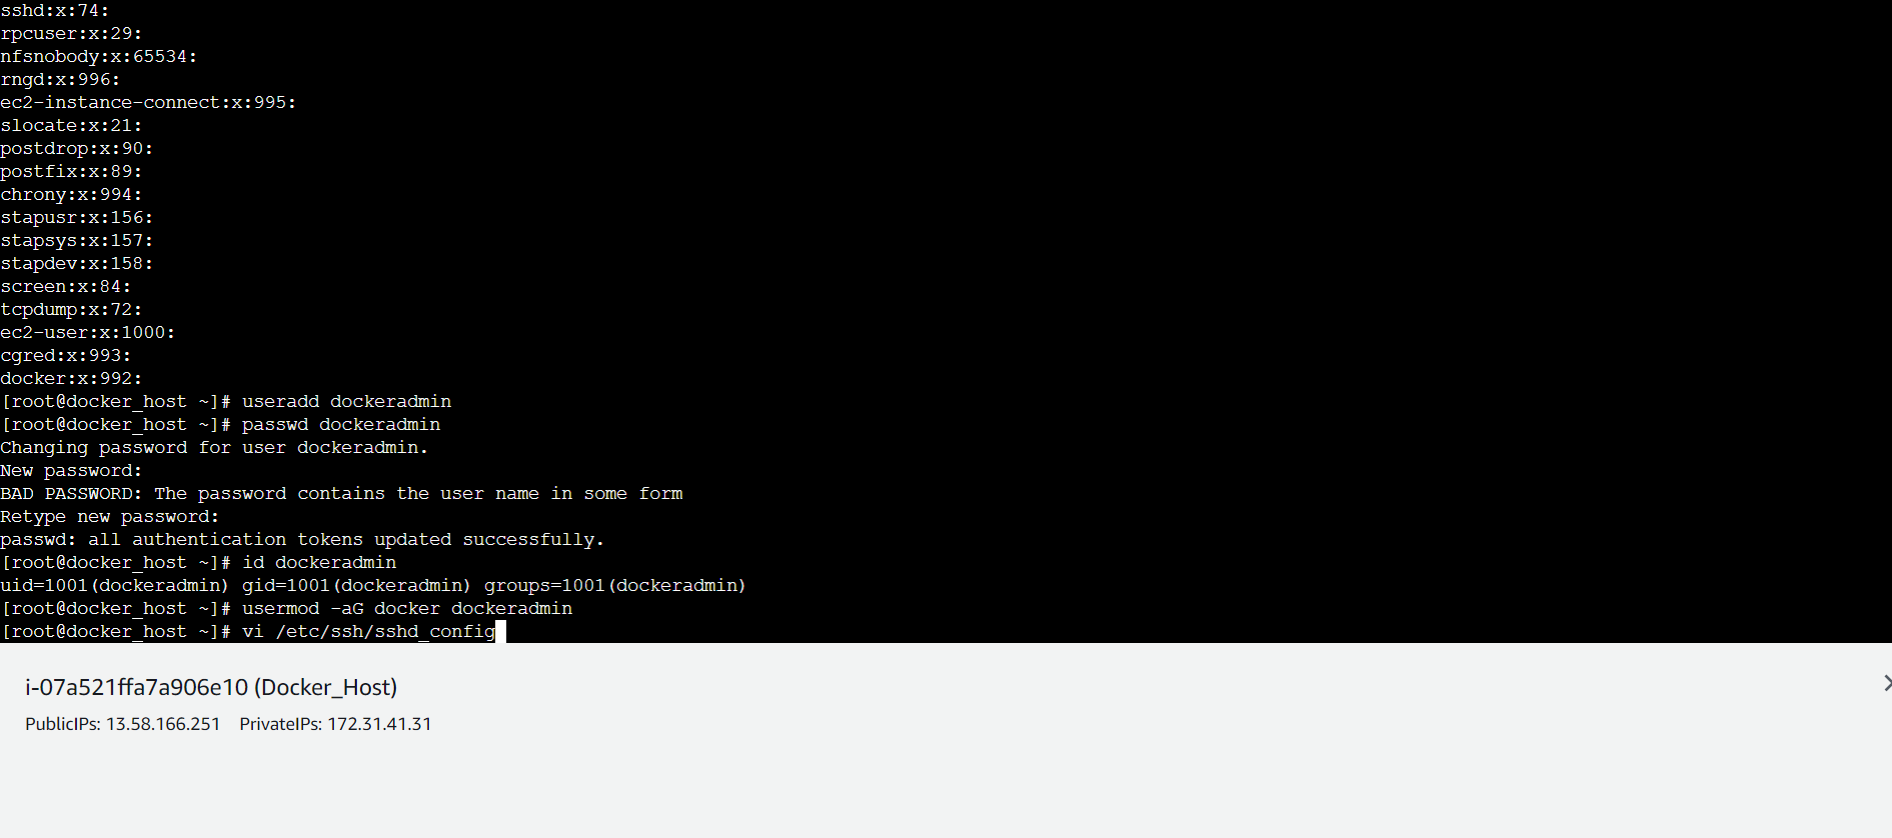 sshd:x:74:
rpcuser:x:29:
nfsnobody:x:65534:
rngd:x:996:
ec2-instance-connect:x:995:
slocate:x:21:
postdrop:x:90:
postfix:x:89:
chrony:x:994:
stapusr:x:156:
stapsys:x:157:
stapdev:x:158:
screen:x:84:
tcpdump:x:72:
ec2-user:x:1000:
cgred:x:993:
docker:x:992:
[root@docker_host ~]# useradd dockeradmin
[root@docker_host ~]# passwd dockeradmin
Changing password for user dockeradmin.
New password:
BAD PASSWORD: The password contains the user name in some form
Retype new password:
passwd: all authentication tokens updated successfully.
[root@docker_host ~]# id dockeradmin
uid=1001(dockeradmin) gid=1001(dockeradmin) groups=1001(dockeradmin)
[root@docker_host ~]# usermod -aG docker dockeradmin
[root@docker_host ~]# vi /etc/ssh/sshd_config
i-07a521ffa7a906e10 (Docker_Host)
PublicIPs: 13.58.166.251 PrivateIPs: 172.31.41.31